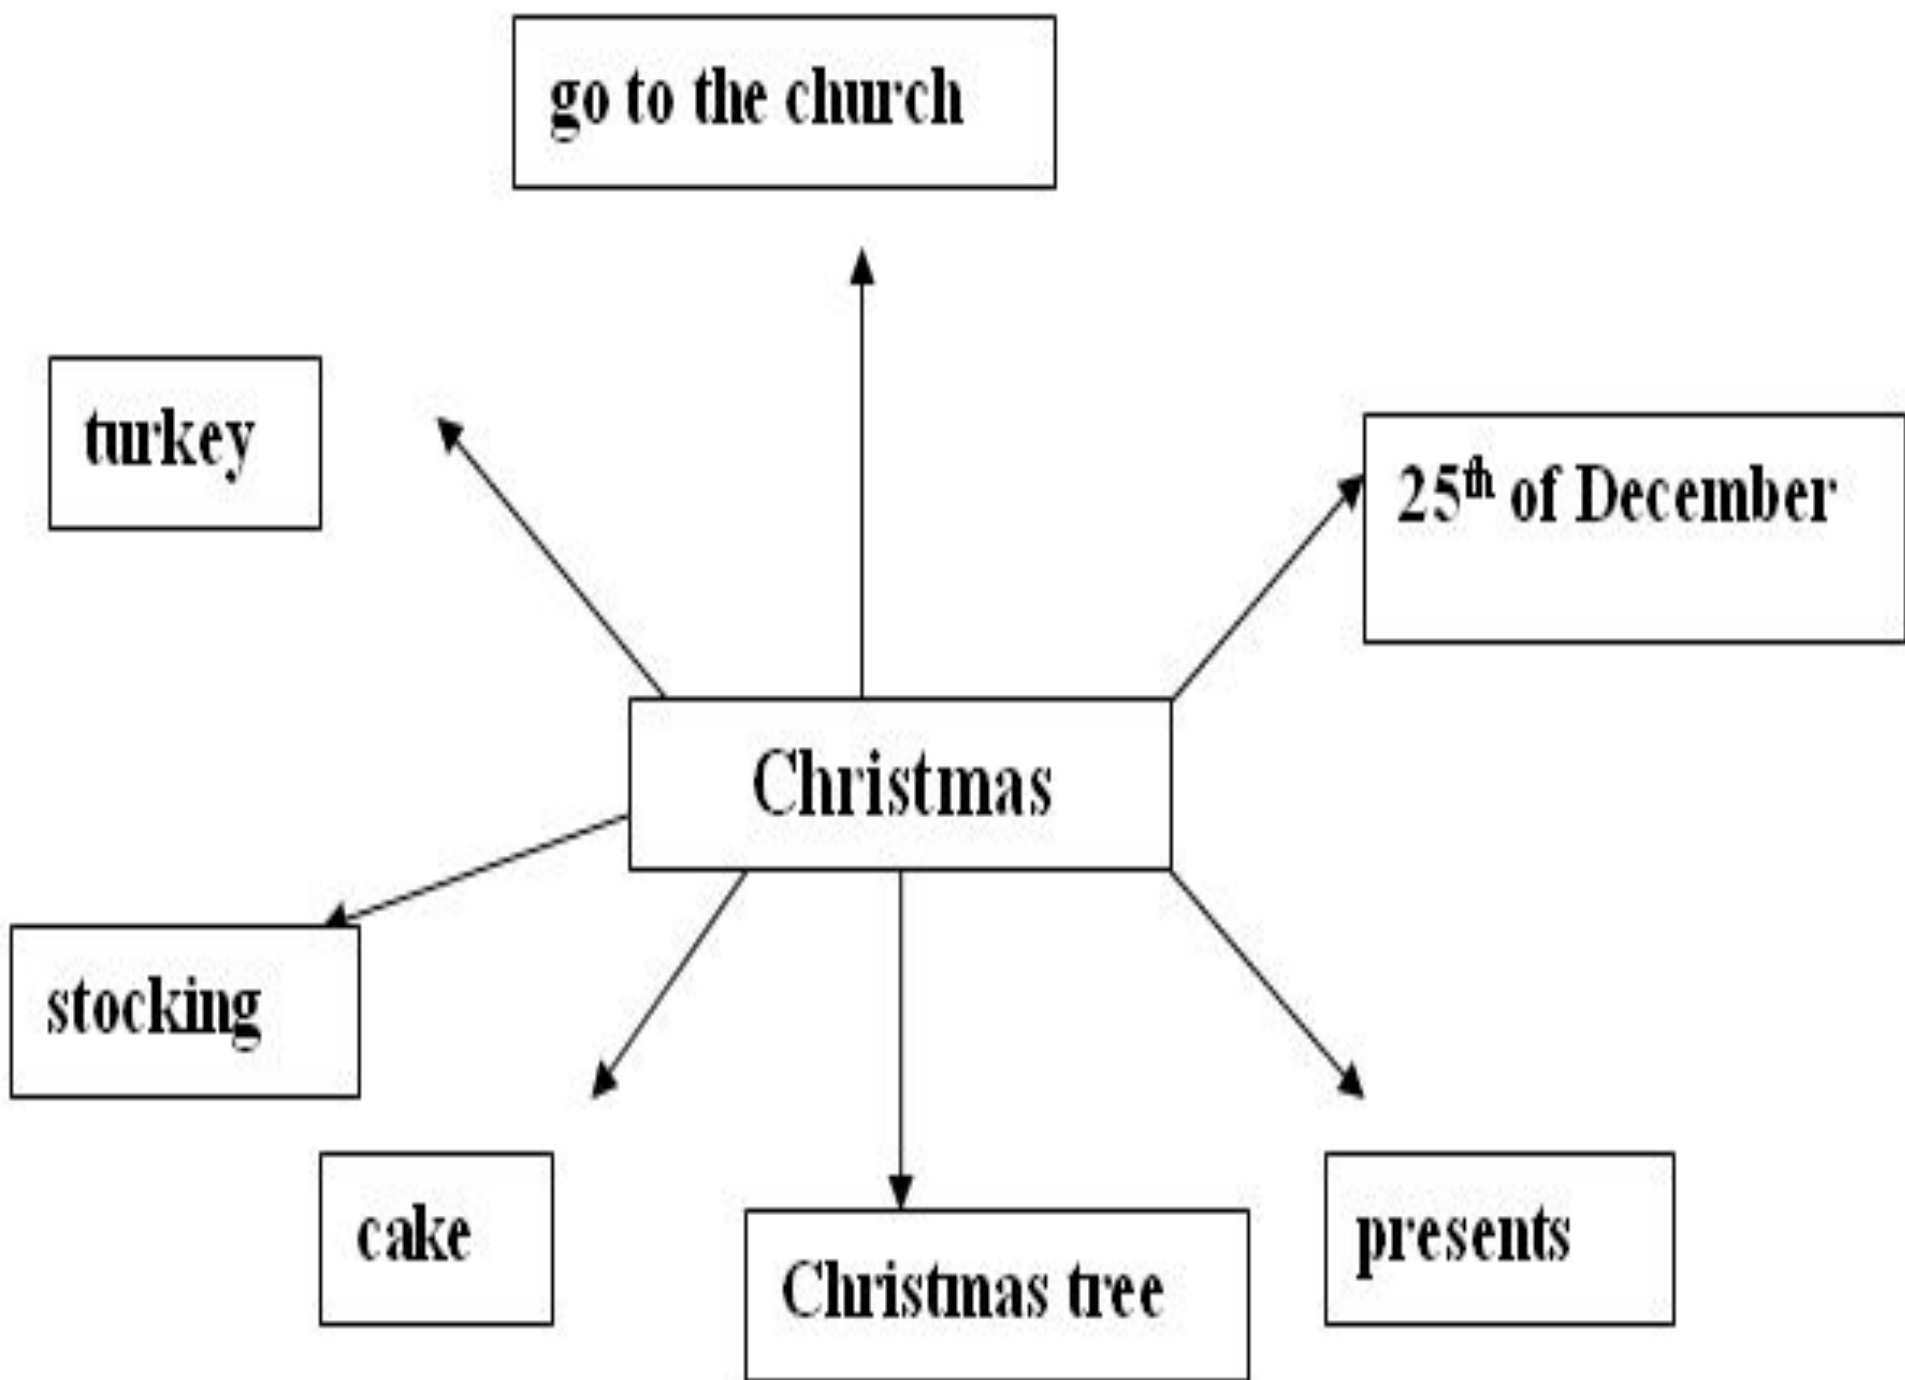 go to the church
turkey
25th of December
Christmas
stocking
cake
Christmas tree
presents